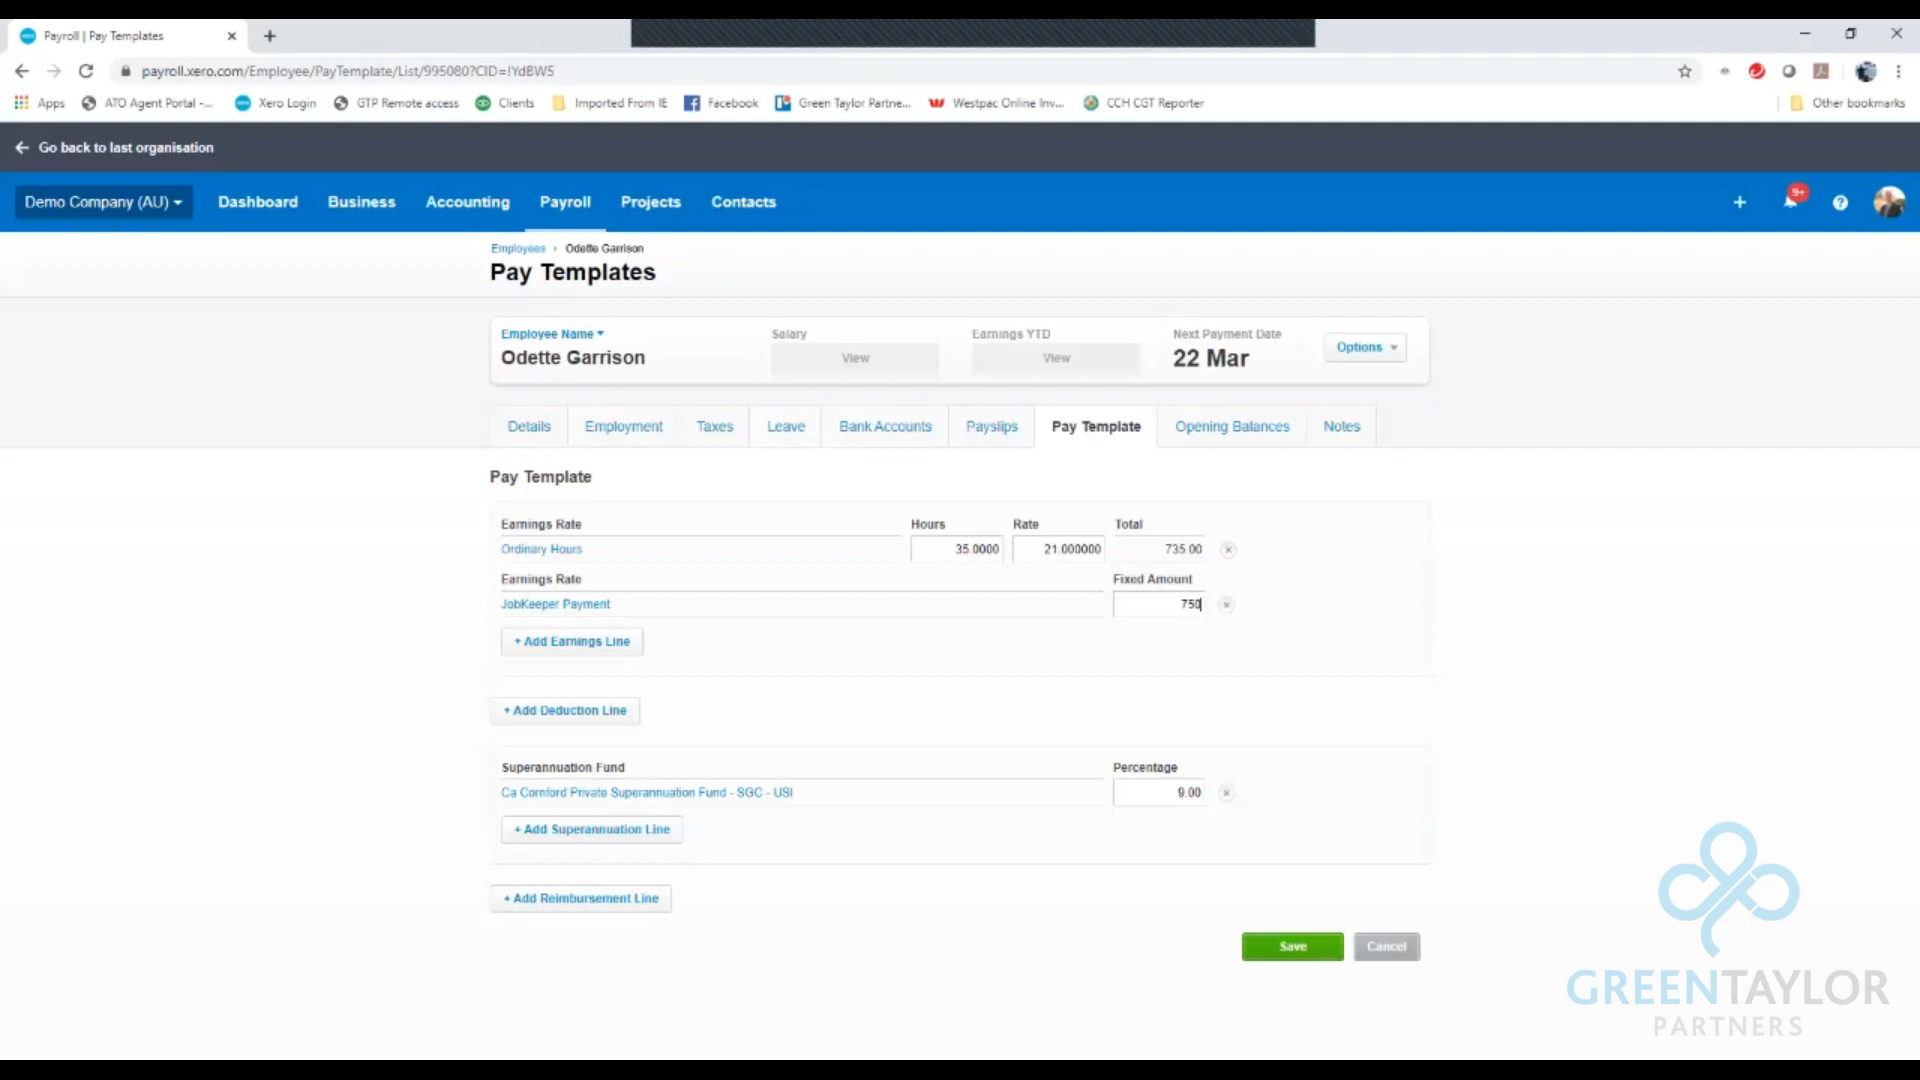 Payroll | Pay Templates
payroll.xero.com/Employee/PayTemplate/List/995080?CID=!YdBW5
Apps
ATO Agent Portal -...
Xero Login
GTP Remote access
Clients
Imported From IE
Facebook
Green Taylor Partne...
Westpac Online Inv...
CCH CGT Reporter
Other bookmarks
Go back to last organisation
Demo Company (AU)
Dashboard
Business
Accounting
Payroll
Projects
Contacts
9+
Employees › Odette Garrison
Pay Templates
Employee Name
Odette Garrison
Salary
View
Earnings YTD
View
Next Payment Date
22 Mar
Options
Details
Employment
Taxes
Leave
Bank Accounts
Payslips
Pay Template
Opening Balances
Notes
Pay Template
Earnings Rate Hours Rate Total
Ordinary Hours 35.0000 21.000000 735.00
Earnings Rate Fixed Amount
JobKeeper Payment 750
+ Add Earnings Line
+ Add Deduction Line
Superannuation Fund Percentage
Ca Cornford Private Superannuation Fund - SGC - USI 9.00
+ Add Superannuation Line
+ Add Reimbursement Line
Save
Cancel
GREENTAYLOR
PARTNERS